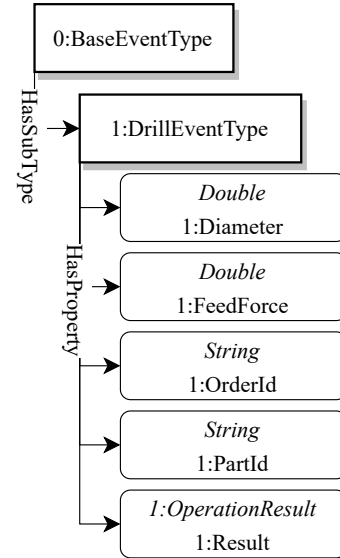 0:BaseEventType
HasSubType
1:DrillEventType
HasProperty
Double
1:Diameter
Double
1:FeedForce
String
1:OrderId
String
1:PartId
1:OperationResult
1:Result